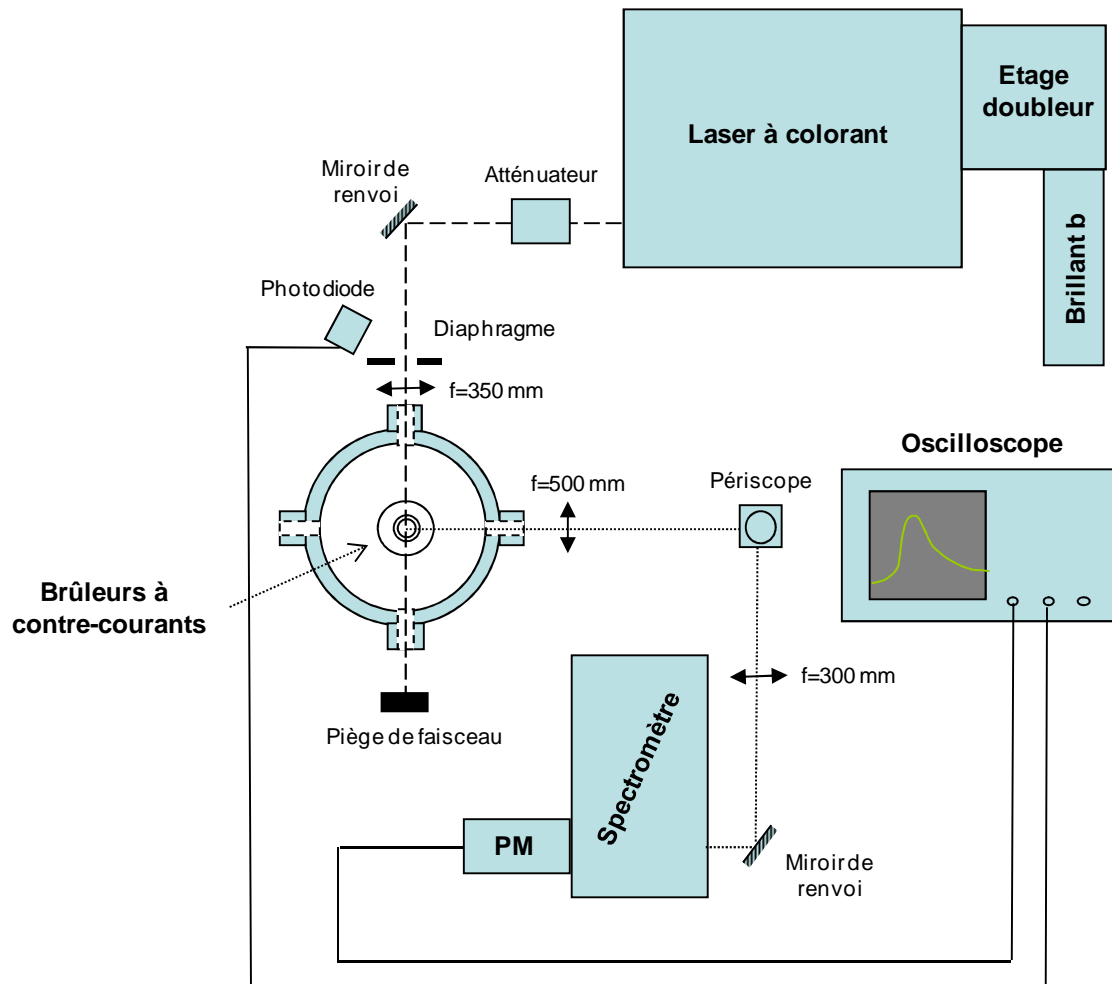 Etage
doubleur
Laser à colorant
Brillant b
Miroir de
renvoi
Atténuateur
Photodiode
Diaphragme
f=350 mm
Oscilloscope
f=500 mm
Périscope
Brûleurs à
contre-courants
f=300 mm
Spectromètre
Piège de faisceau
PM
Miroir de
renvoi